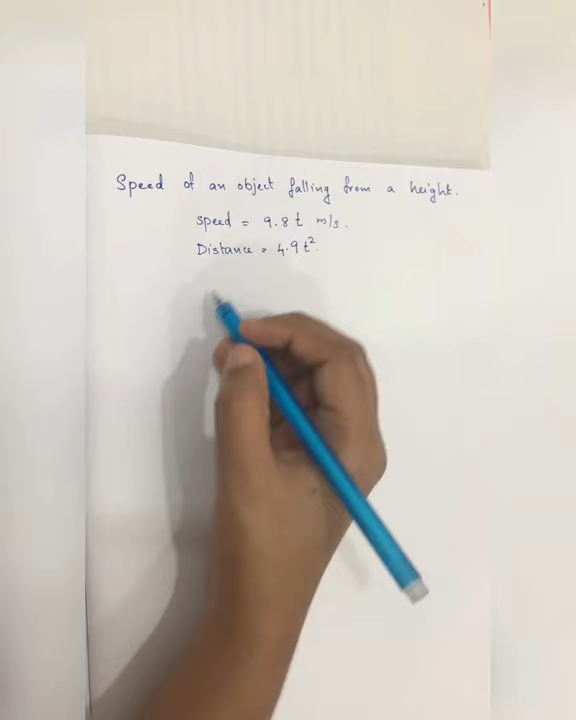 Speed of an object falling from a height.
speed = 9.8 t m/s.
Distance = 4.9 t².